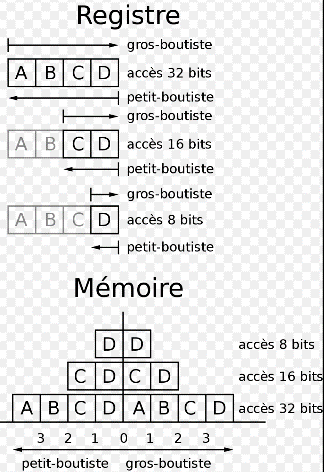 Registre
gros-boutiste
A B C D accès 32 bits
petit-boutiste
gros-boutiste
A B C D accès 16 bits
petit-boutiste
gros-boutiste
A B C D accès 8 bits
petit-boutiste
Mémoire
D D accès 8 bits
C D C D accès 16 bits
A B C D A B C D accès 32 bits
3 2 1 0 1 2 3
petit-boutiste gros-boutiste